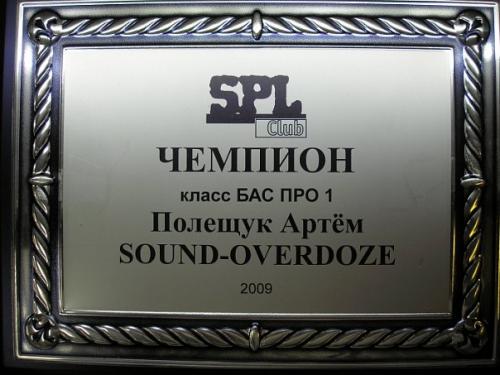 SPL
Club
ЧЕМПИОН
класс БАС ПРО 1
Полещук Артём
SOUND-OVERDOZE
2009